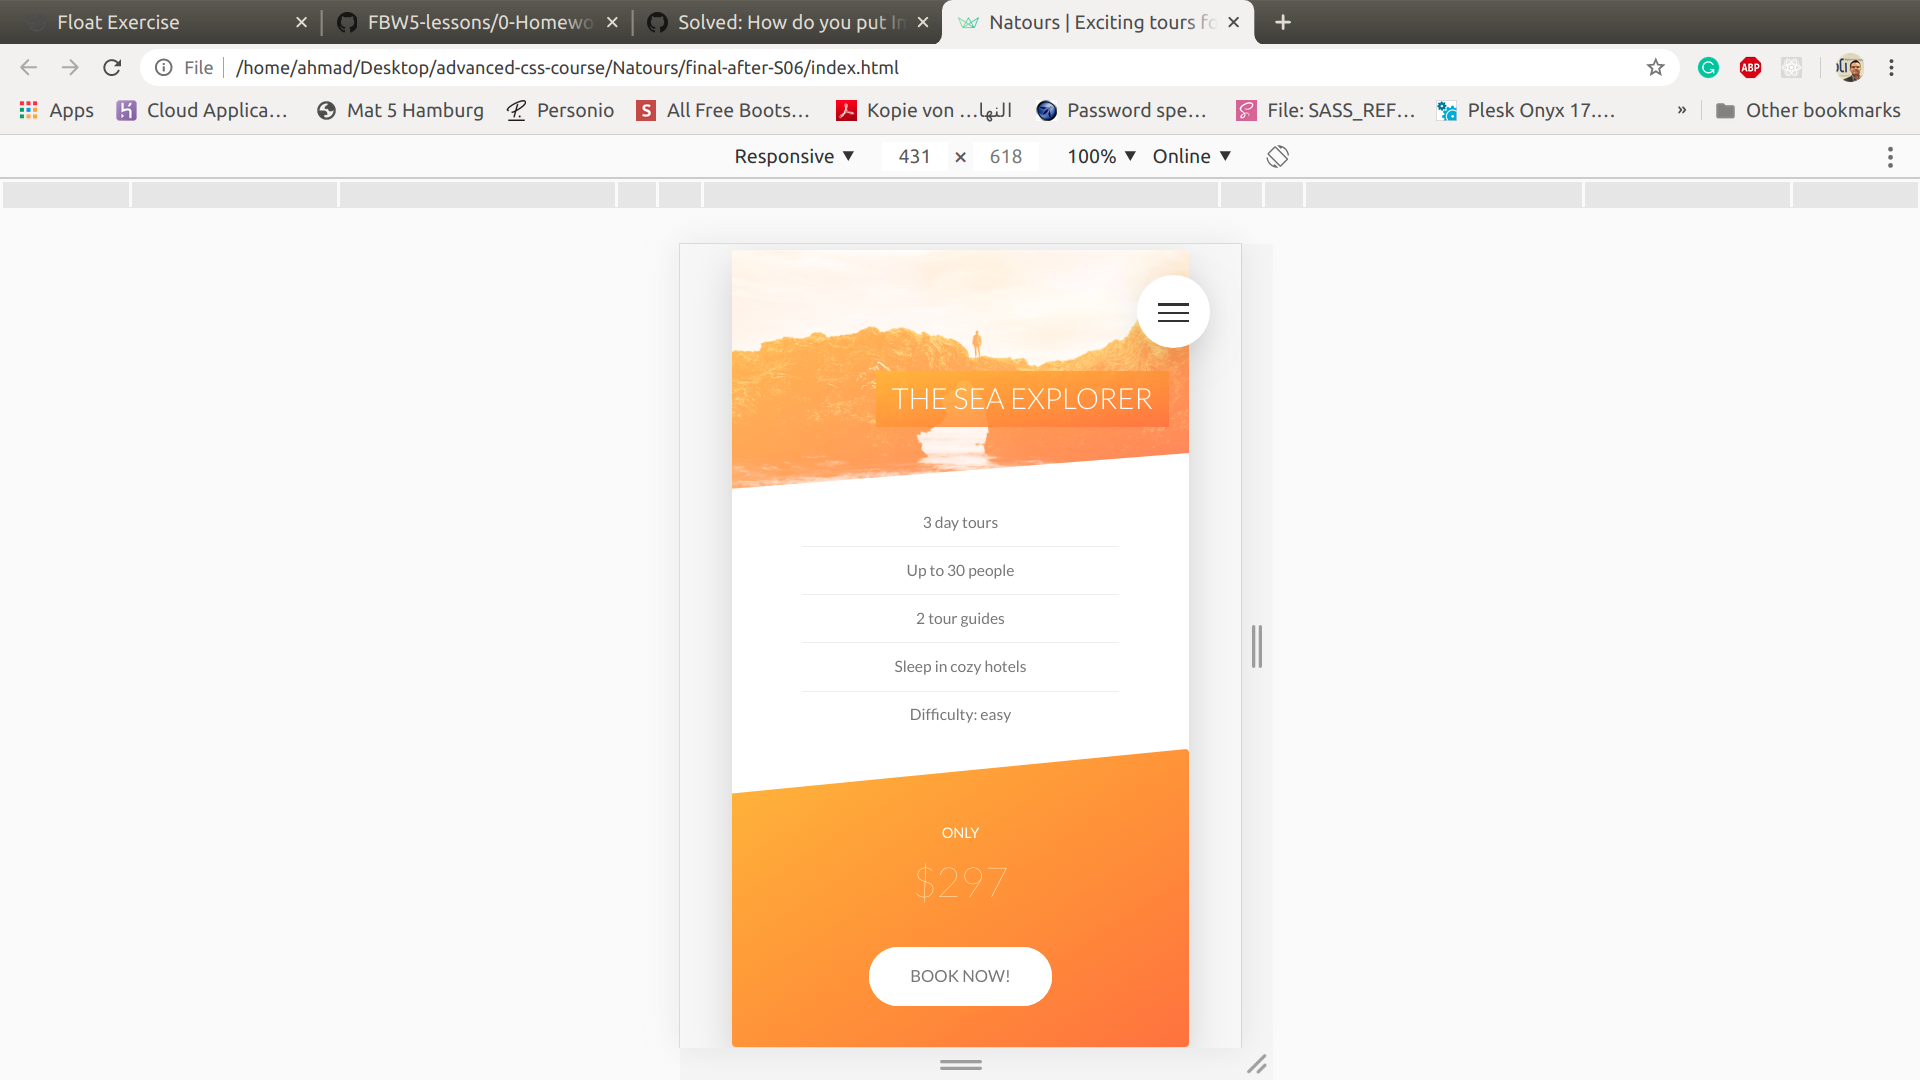 Float Exercise
FBW5-lessons/0-Homewo
Solved: How do you put In
Natours | Exciting tours fo
File
/home/ahmad/Desktop/advanced-css-course/Natours/final-after-S06/index.html
ABP
Apps
Cloud Applica...
Mat 5 Hamburg
Personio
S
All Free Boots...
Kopie von ...النها
Password spe...
File: SASS_REF...
Plesk Onyx 17....
»
Other bookmarks
Responsive
431 × 618
100%
Online
THE SEA EXPLORER
3 day tours
Up to 30 people
2 tour guides
Sleep in cozy hotels
Difficulty: easy
ONLY
$297
BOOK NOW!